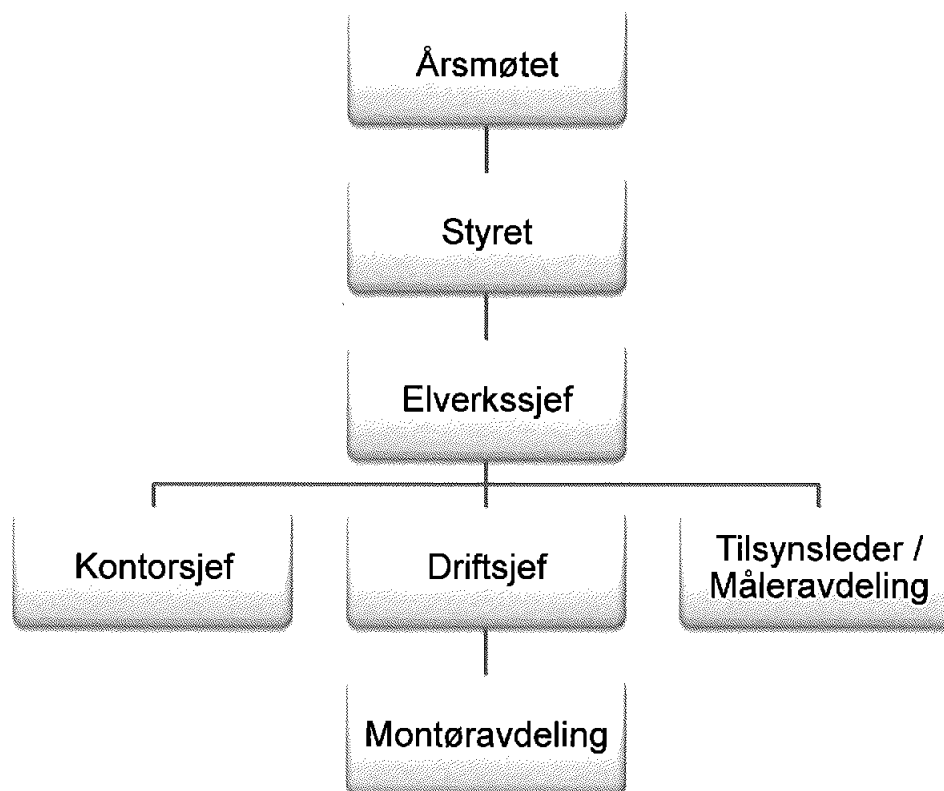 Årsmøtet
Styret
Elverkssjef
Kontorsjef
Driftsjef
Tilsynsleder /
Måleravdeling
Montøravdeling